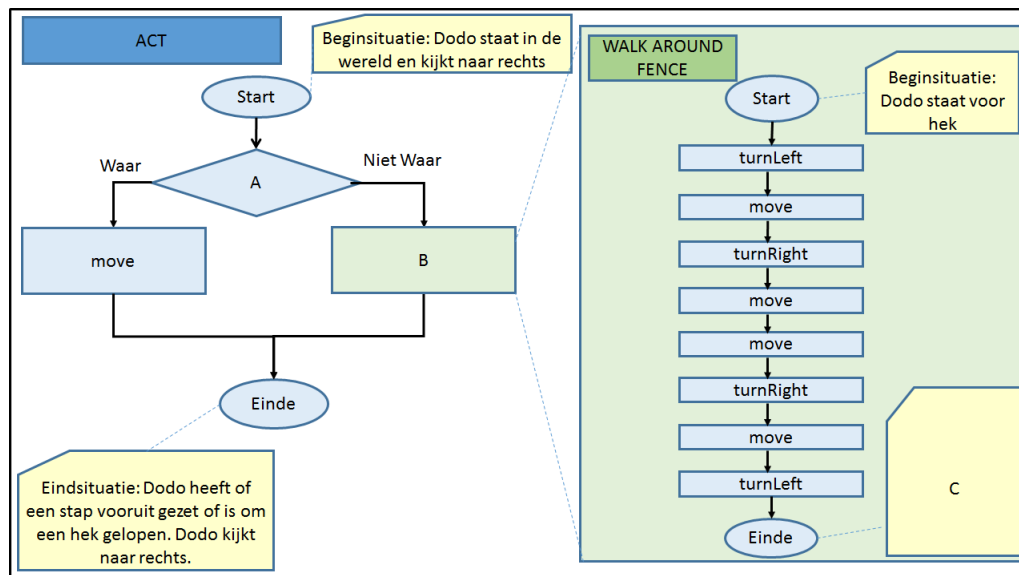 ACT
Beginsituatie: Dodo staat in de
wereld en kijkt naar rechts
Start
Waar
Niet Waar
A
move
B
Einde
Eindsituatie: Dodo heeft of
een stap vooruit gezet of is om
een hek gelopen. Dodo kijkt
naar rechts.
WALK AROUND
FENCE
Beginsituatie:
Dodo staat voor
hek
Start
turnLeft
move
turnRight
move
move
turnRight
move
turnLeft
Einde
C